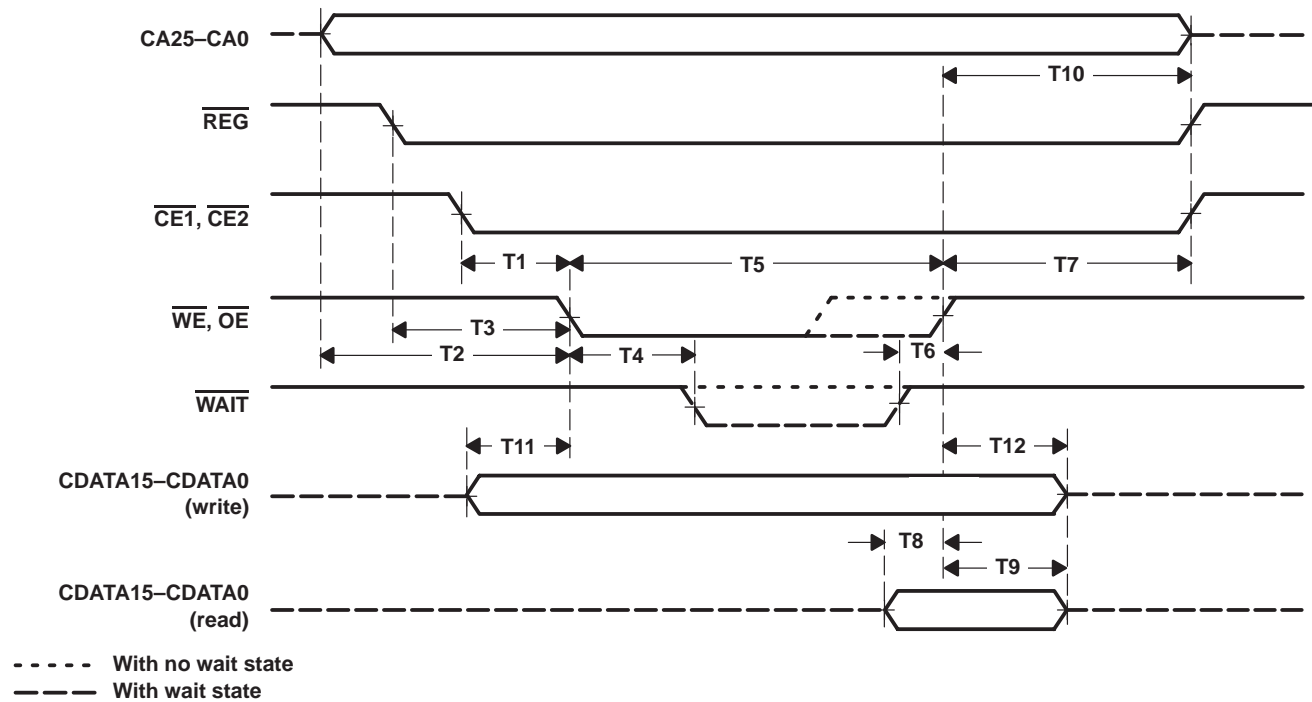 CA25–CA0
T10
REG
CE1, CE2
T1
T5
T7
WE, OE
T3
T2
T4
T6
WAIT
T11
T12
CDATA15–CDATA0
(write)
T8
T9
CDATA15–CDATA0
(read)
With no wait state
With wait state